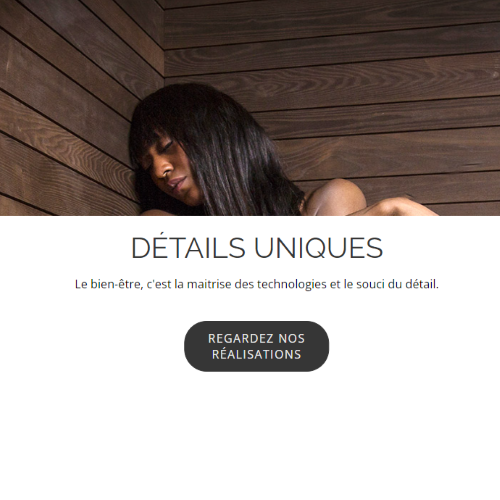 DÉTAILS UNIQUES
Le bien-être, c'est la maitrise des technologies et le souci du détail.
REGARDEZ NOS
RÉALISATIONS